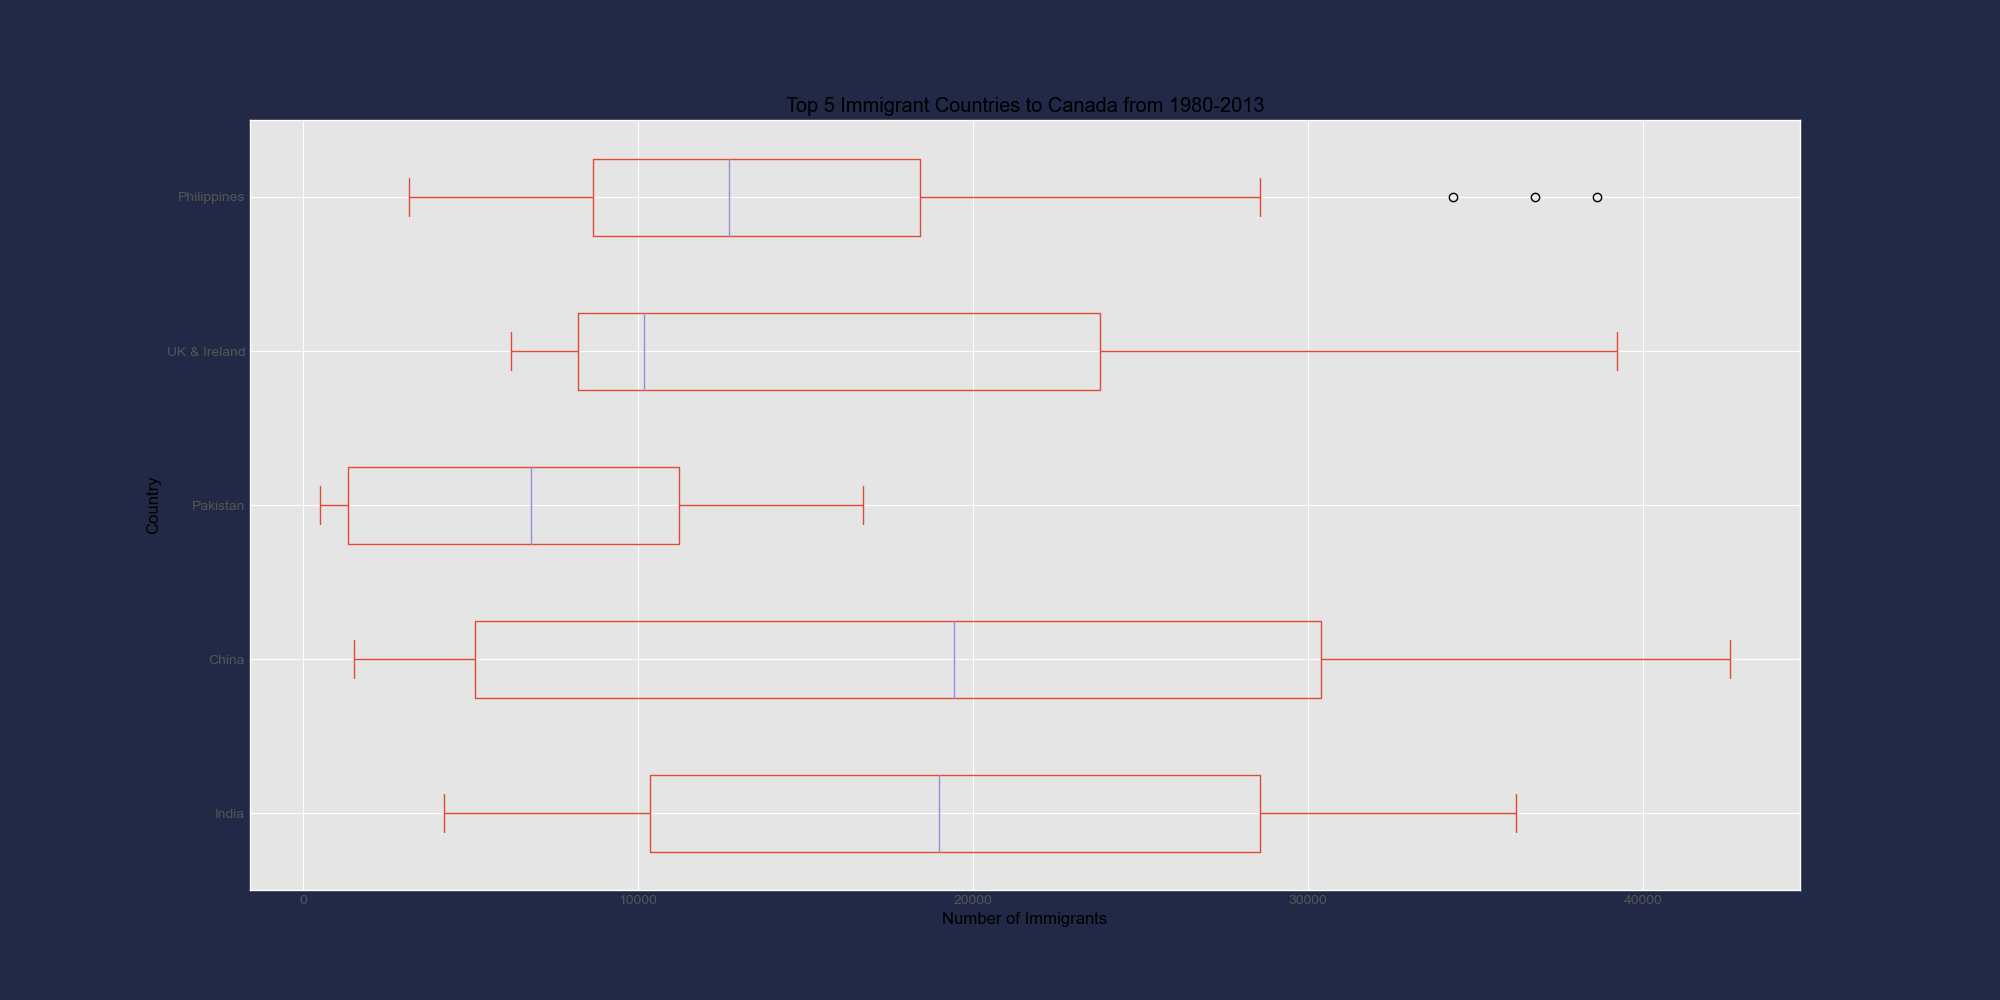 Top 5 Immigrant Countries to Canada from 1980-2013
Philippines
UK & Ireland
Pakistan
China
India
Country
0 10000 20000 30000 40000
Number of Immigrants